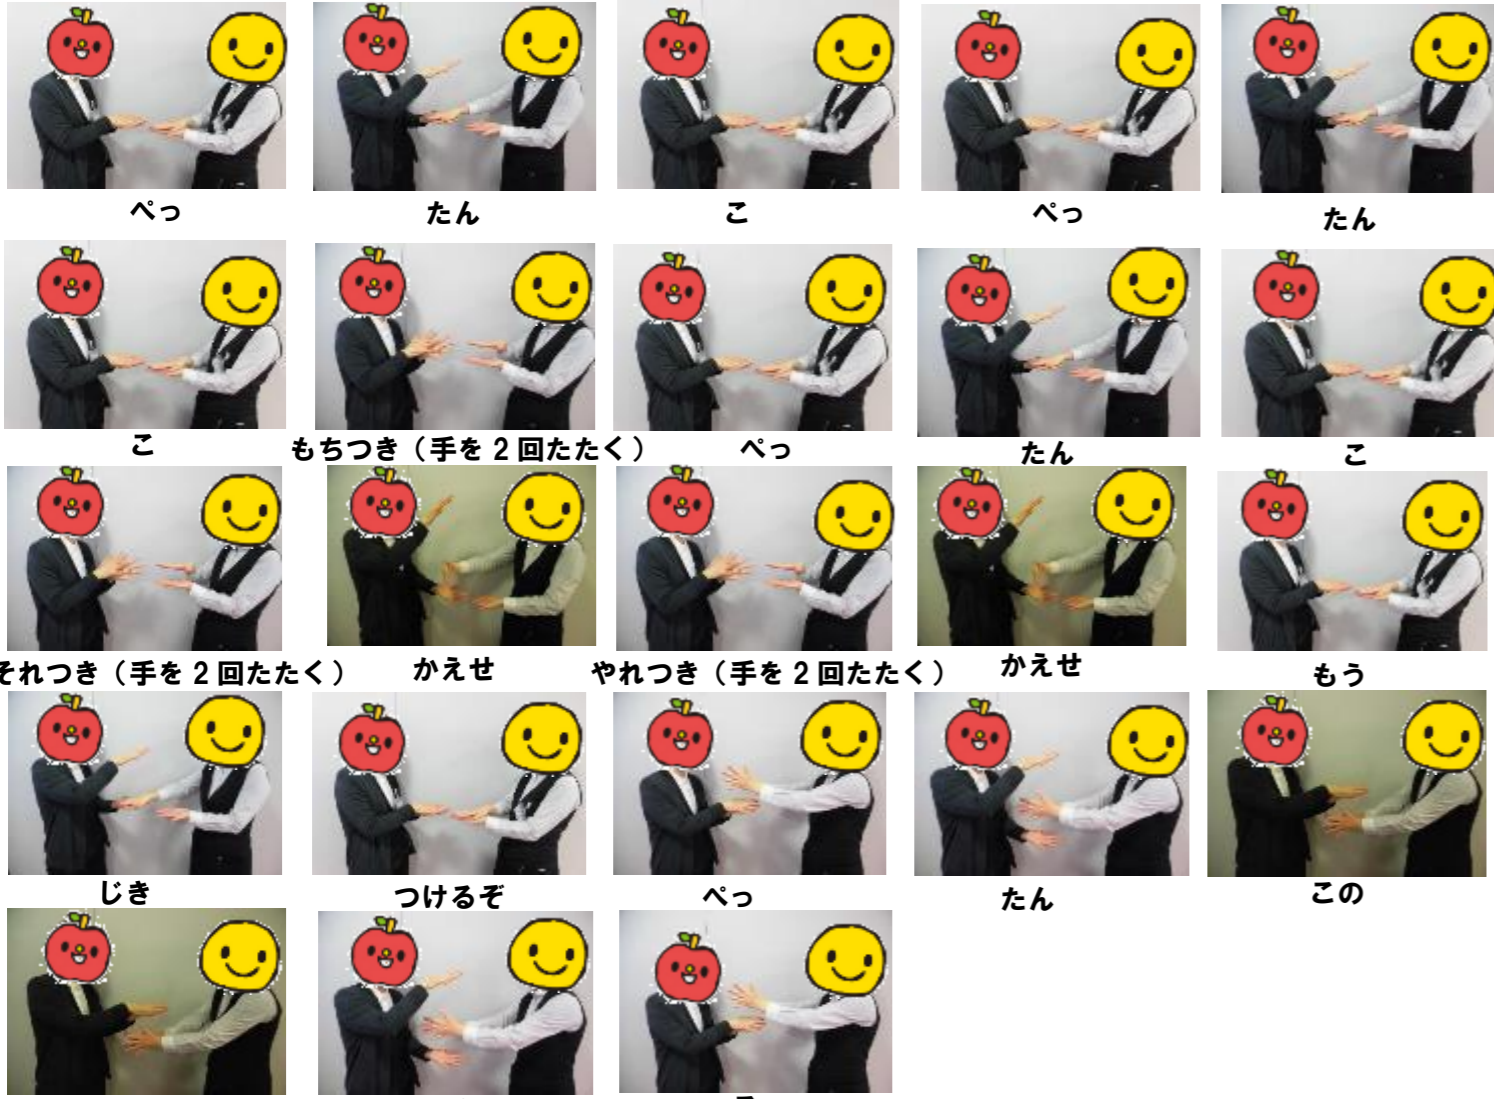 ぺっ たん こ ぺっ たん
こ もちつき（手を2回たたく） ぺっ たん こ
それつき（手を2回たたく） かえせ やれつき（手を2回たたく） かえせ もう
じき つけるぞ ぺっ たん この